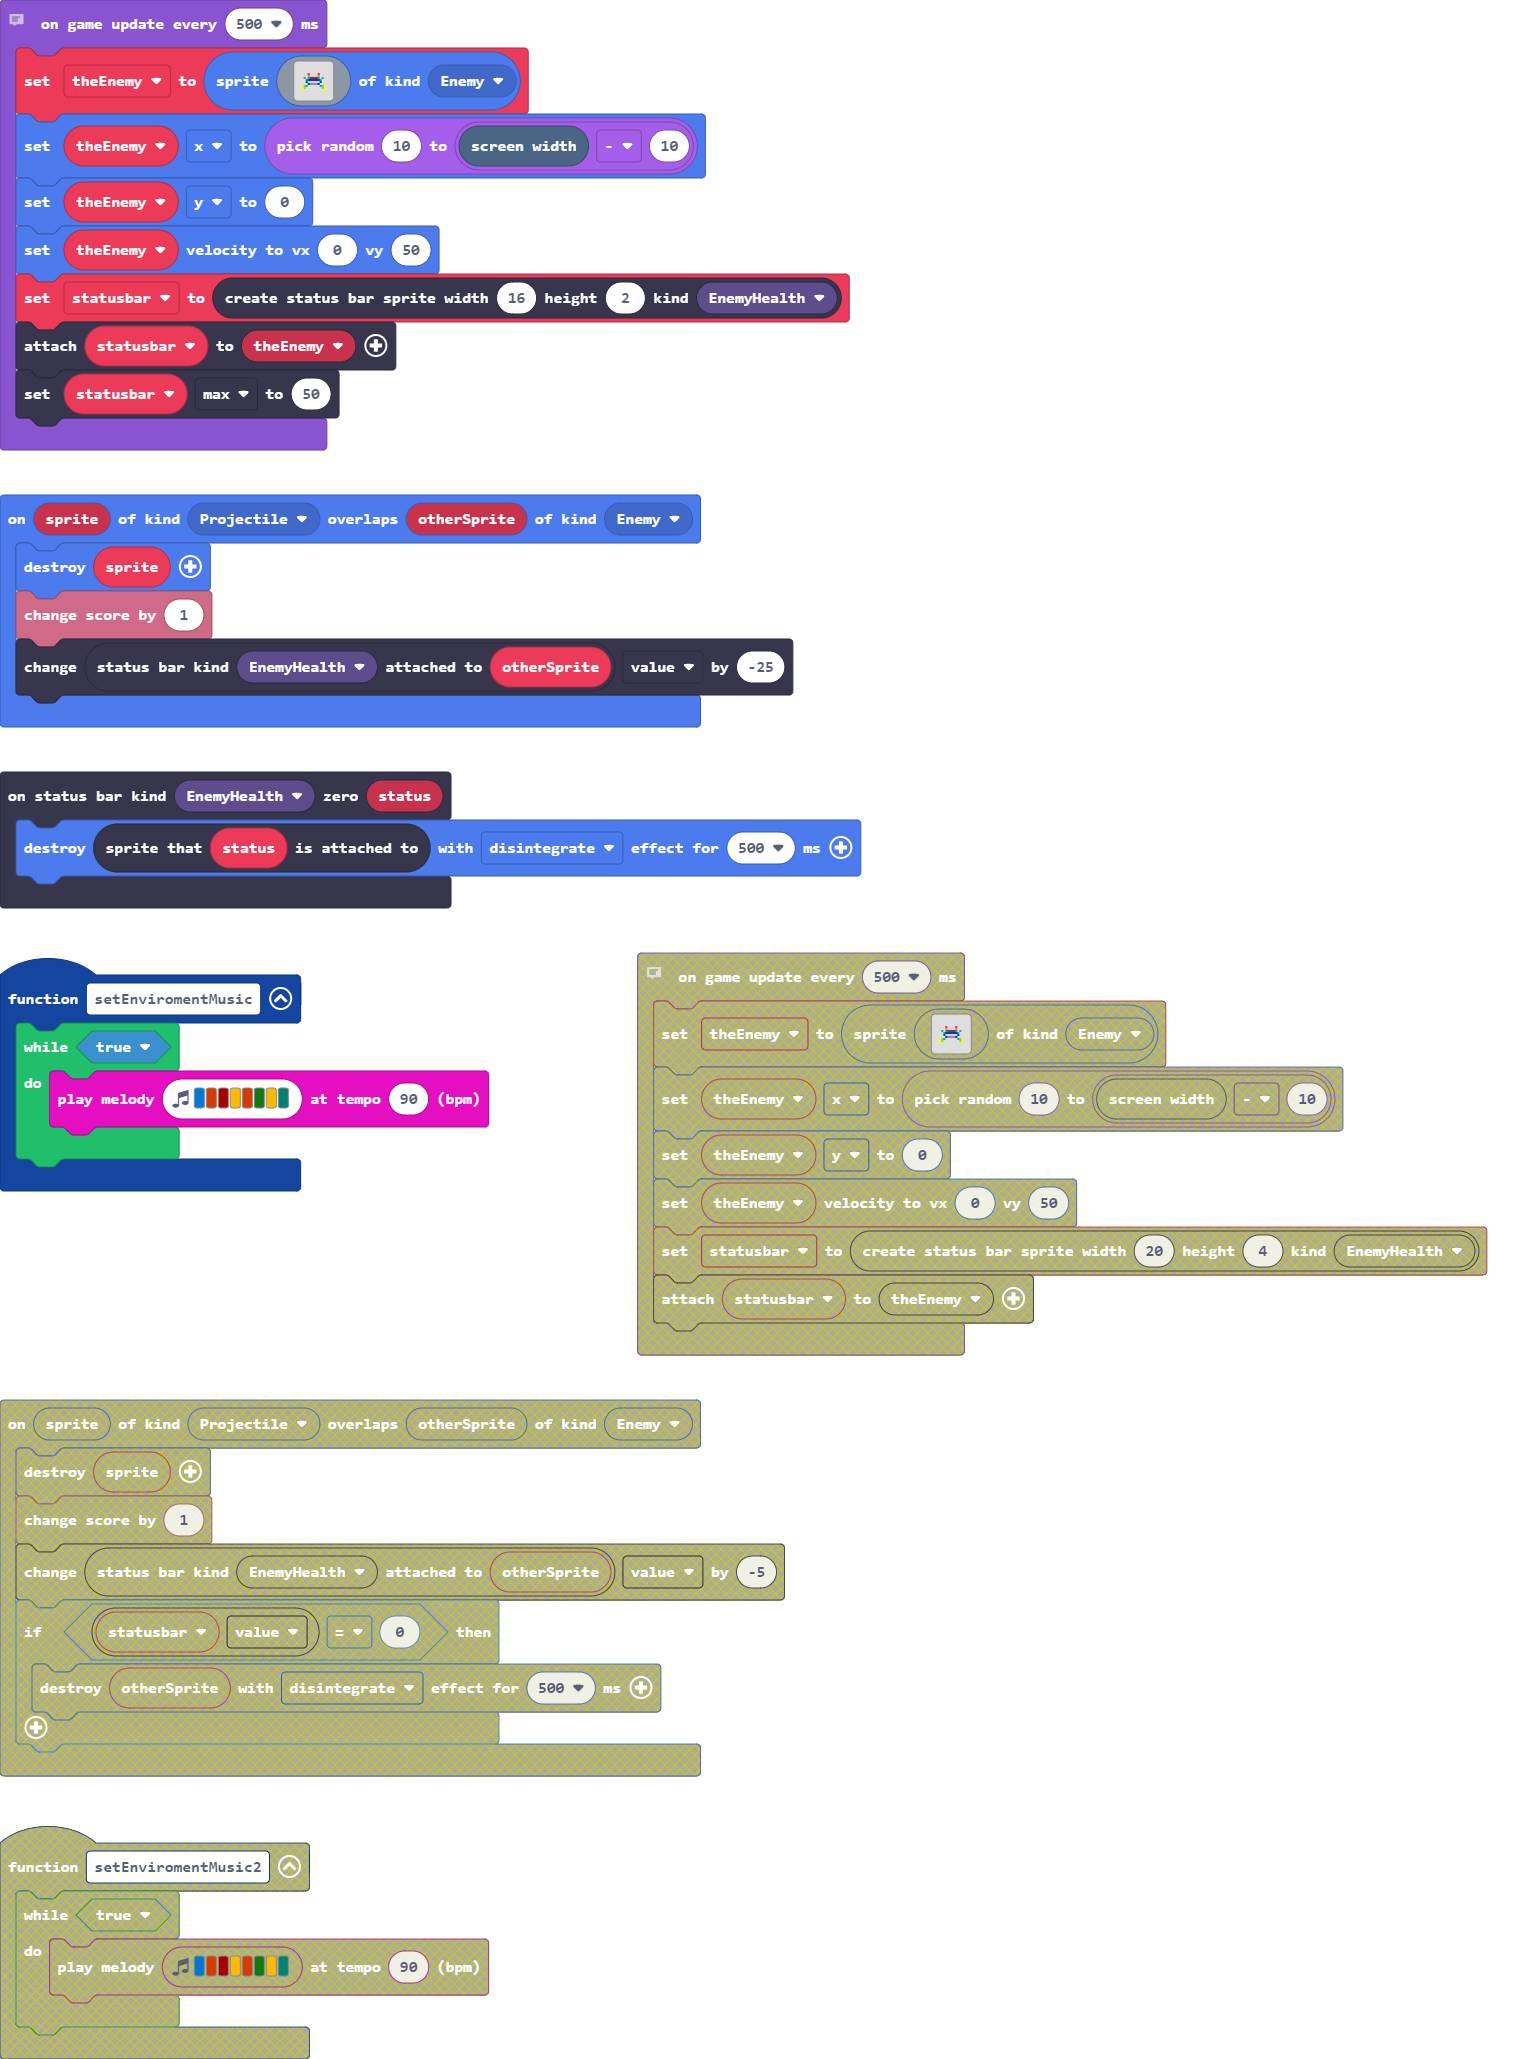 on game update every 500 ms
set theEnemy to sprite of kind Enemy
set theEnemy x to pick random 10 to screen width - 10
set theEnemy y to 0
set theEnemy velocity to vx 0 vy 50
set statusbar to create status bar sprite width 16 height 2 kind EnemyHealth
attach statusbar to theEnemy
set statusbar max to 50
on sprite of kind Projectile overlaps otherSprite of kind Enemy
destroy sprite
change score by 1
change status bar kind EnemyHealth attached to otherSprite value by -25
on status bar kind EnemyHealth zero status
destroy sprite that status is attached to with disintegrate effect for 500 ms
function setEnviromentMusic
while true
do
play melody at tempo 90 (bpm)
on game update every 500 ms
set theEnemy to sprite of kind Enemy
set theEnemy x to pick random 10 to screen width - 10
set theEnemy y to 0
set theEnemy velocity to vx 0 vy 50
set statusbar to create status bar sprite width 20 height 4 kind EnemyHealth
attach statusbar to theEnemy
on sprite of kind Projectile overlaps otherSprite of kind Enemy
destroy sprite
change score by 1
change status bar kind EnemyHealth attached to otherSprite value by -5
if statusbar value = 0 then
destroy otherSprite with disintegrate effect for 500 ms
function setEnviromentMusic2
while true
do
play melody at tempo 90 (bpm)